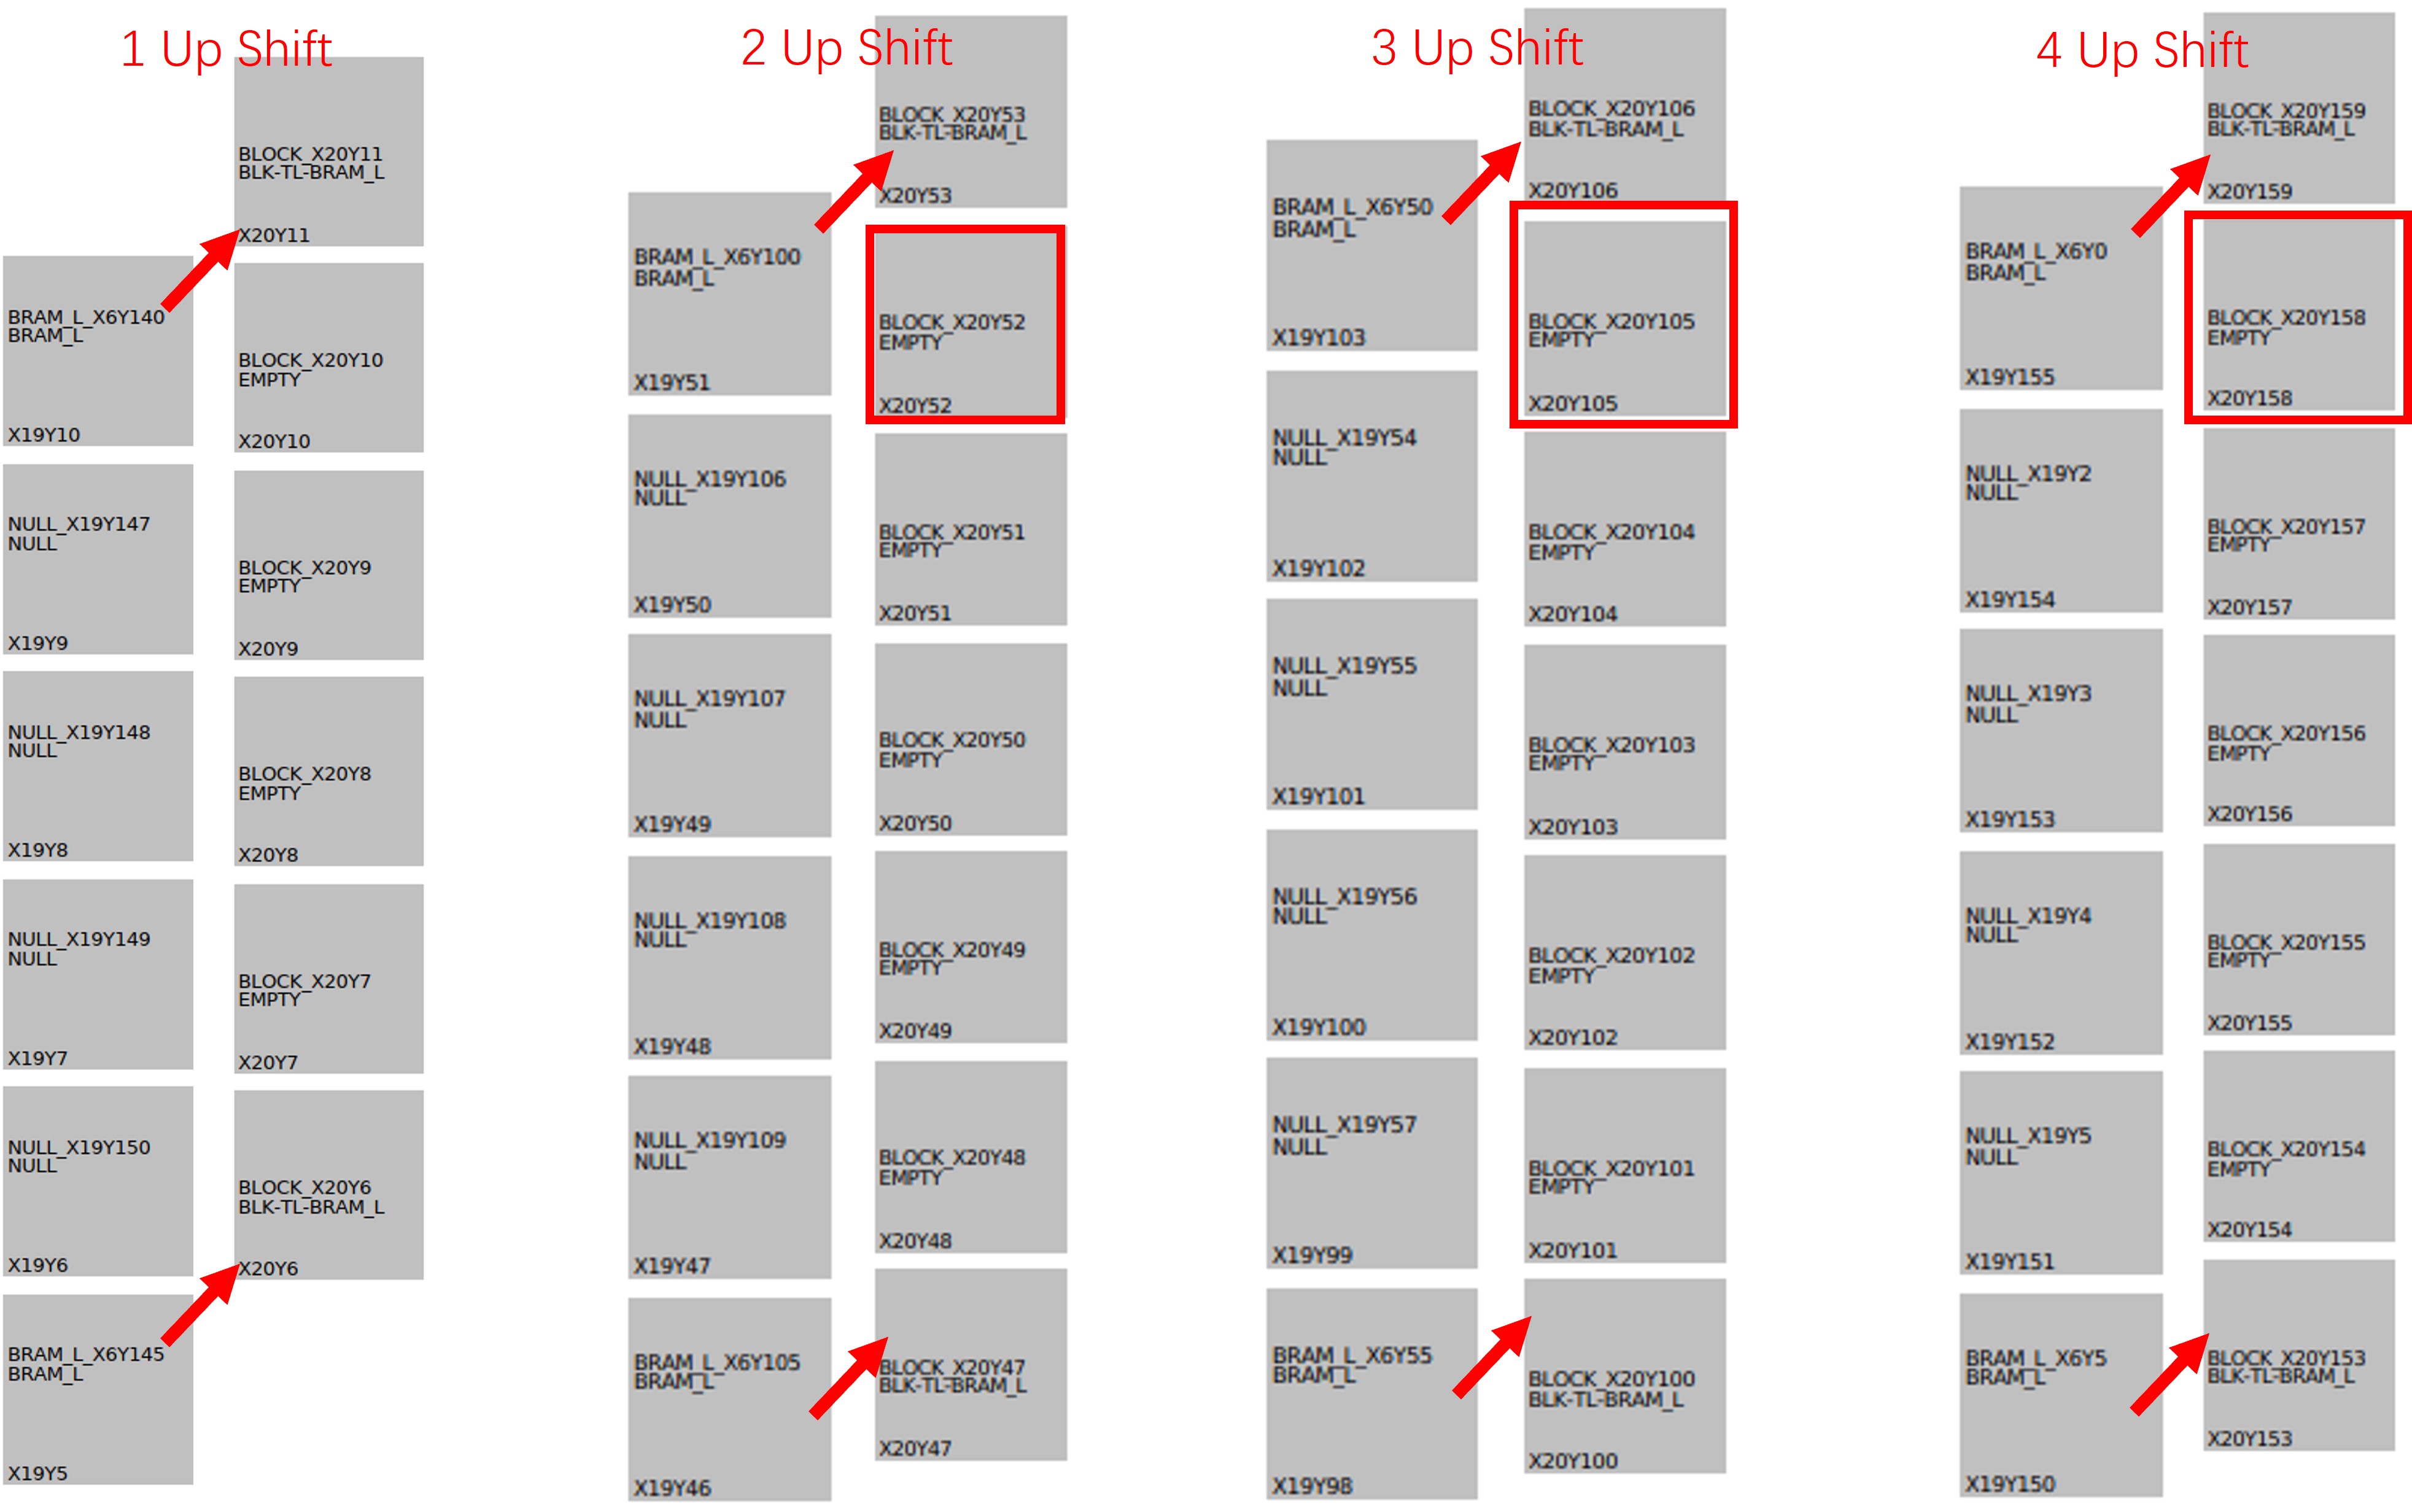 1 Up Shift
BLOCK_X20Y11
BLK-TL-BRAM_L
X20Y11
BRAM_L_X6Y140
BRAM_L
X19Y10
BLOCK_X20Y10
EMPTY
X20Y10
NULL_X19Y147
NULL
X19Y9
BLOCK_X20Y9
EMPTY
X20Y9
NULL_X19Y148
NULL
X19Y8
BLOCK_X20Y8
EMPTY
X20Y8
NULL_X19Y149
NULL
X19Y7
BLOCK_X20Y7
EMPTY
X20Y7
NULL_X19Y150
NULL
X19Y6
BLOCK_X20Y6
BLK-TL-BRAM_L
X20Y6
BRAM_L_X6Y145
BRAM_L
X19Y5
2 Up Shift
BLOCK_X20Y53
BLK-TL-BRAM_L
X20Y53
BRAM_L_X6Y100
BRAM_L
X19Y51
BLOCK_X20Y52
EMPTY
X20Y52
NULL_X19Y106
NULL
X19Y50
BLOCK_X20Y51
EMPTY
X20Y51
NULL_X19Y107
NULL
X19Y49
BLOCK_X20Y50
EMPTY
X20Y50
NULL_X19Y108
NULL
X19Y48
BLOCK_X20Y49
EMPTY
X20Y49
NULL_X19Y109
NULL
X19Y47
BLOCK_X20Y48
EMPTY
X20Y48
BRAM_L_X6Y105
BRAM_L
X19Y46
BLOCK_X20Y47
BLK-TL-BRAM_L
X20Y47
3 Up Shift
BLOCK_X20Y106
BLK-TL-BRAM_L
X20Y106
BRAM_L_X6Y50
BRAM_L
X19Y103
BLOCK_X20Y105
EMPTY
X20Y105
NULL_X19Y54
NULL
X19Y102
BLOCK_X20Y104
EMPTY
X20Y104
NULL_X19Y55
NULL
X19Y101
BLOCK_X20Y103
EMPTY
X20Y103
NULL_X19Y56
NULL
X19Y100
BLOCK_X20Y102
EMPTY
X20Y102
NULL_X19Y57
NULL
X19Y99
BLOCK_X20Y101
EMPTY
X20Y101
BRAM_L_X6Y55
BRAM_L
X19Y98
BLOCK_X20Y100
BLK-TL-BRAM_L
X20Y100
4 Up Shift
BLOCK_X20Y159
BLK-TL-BRAM_L
X20Y159
BRAM_L_X6Y0
BRAM_L
X19Y155
BLOCK_X20Y158
EMPTY
X20Y158
NULL_X19Y2
NULL
X19Y154
BLOCK_X20Y157
EMPTY
X20Y157
NULL_X19Y3
NULL
X19Y153
BLOCK_X20Y156
EMPTY
X20Y156
NULL_X19Y4
NULL
X19Y152
BLOCK_X20Y155
EMPTY
X20Y155
NULL_X19Y5
NULL
X19Y151
BLOCK_X20Y154
EMPTY
X20Y154
BRAM_L_X6Y5
BRAM_L
X19Y150
BLOCK_X20Y153
BLK-TL-BRAM_L
X20Y153